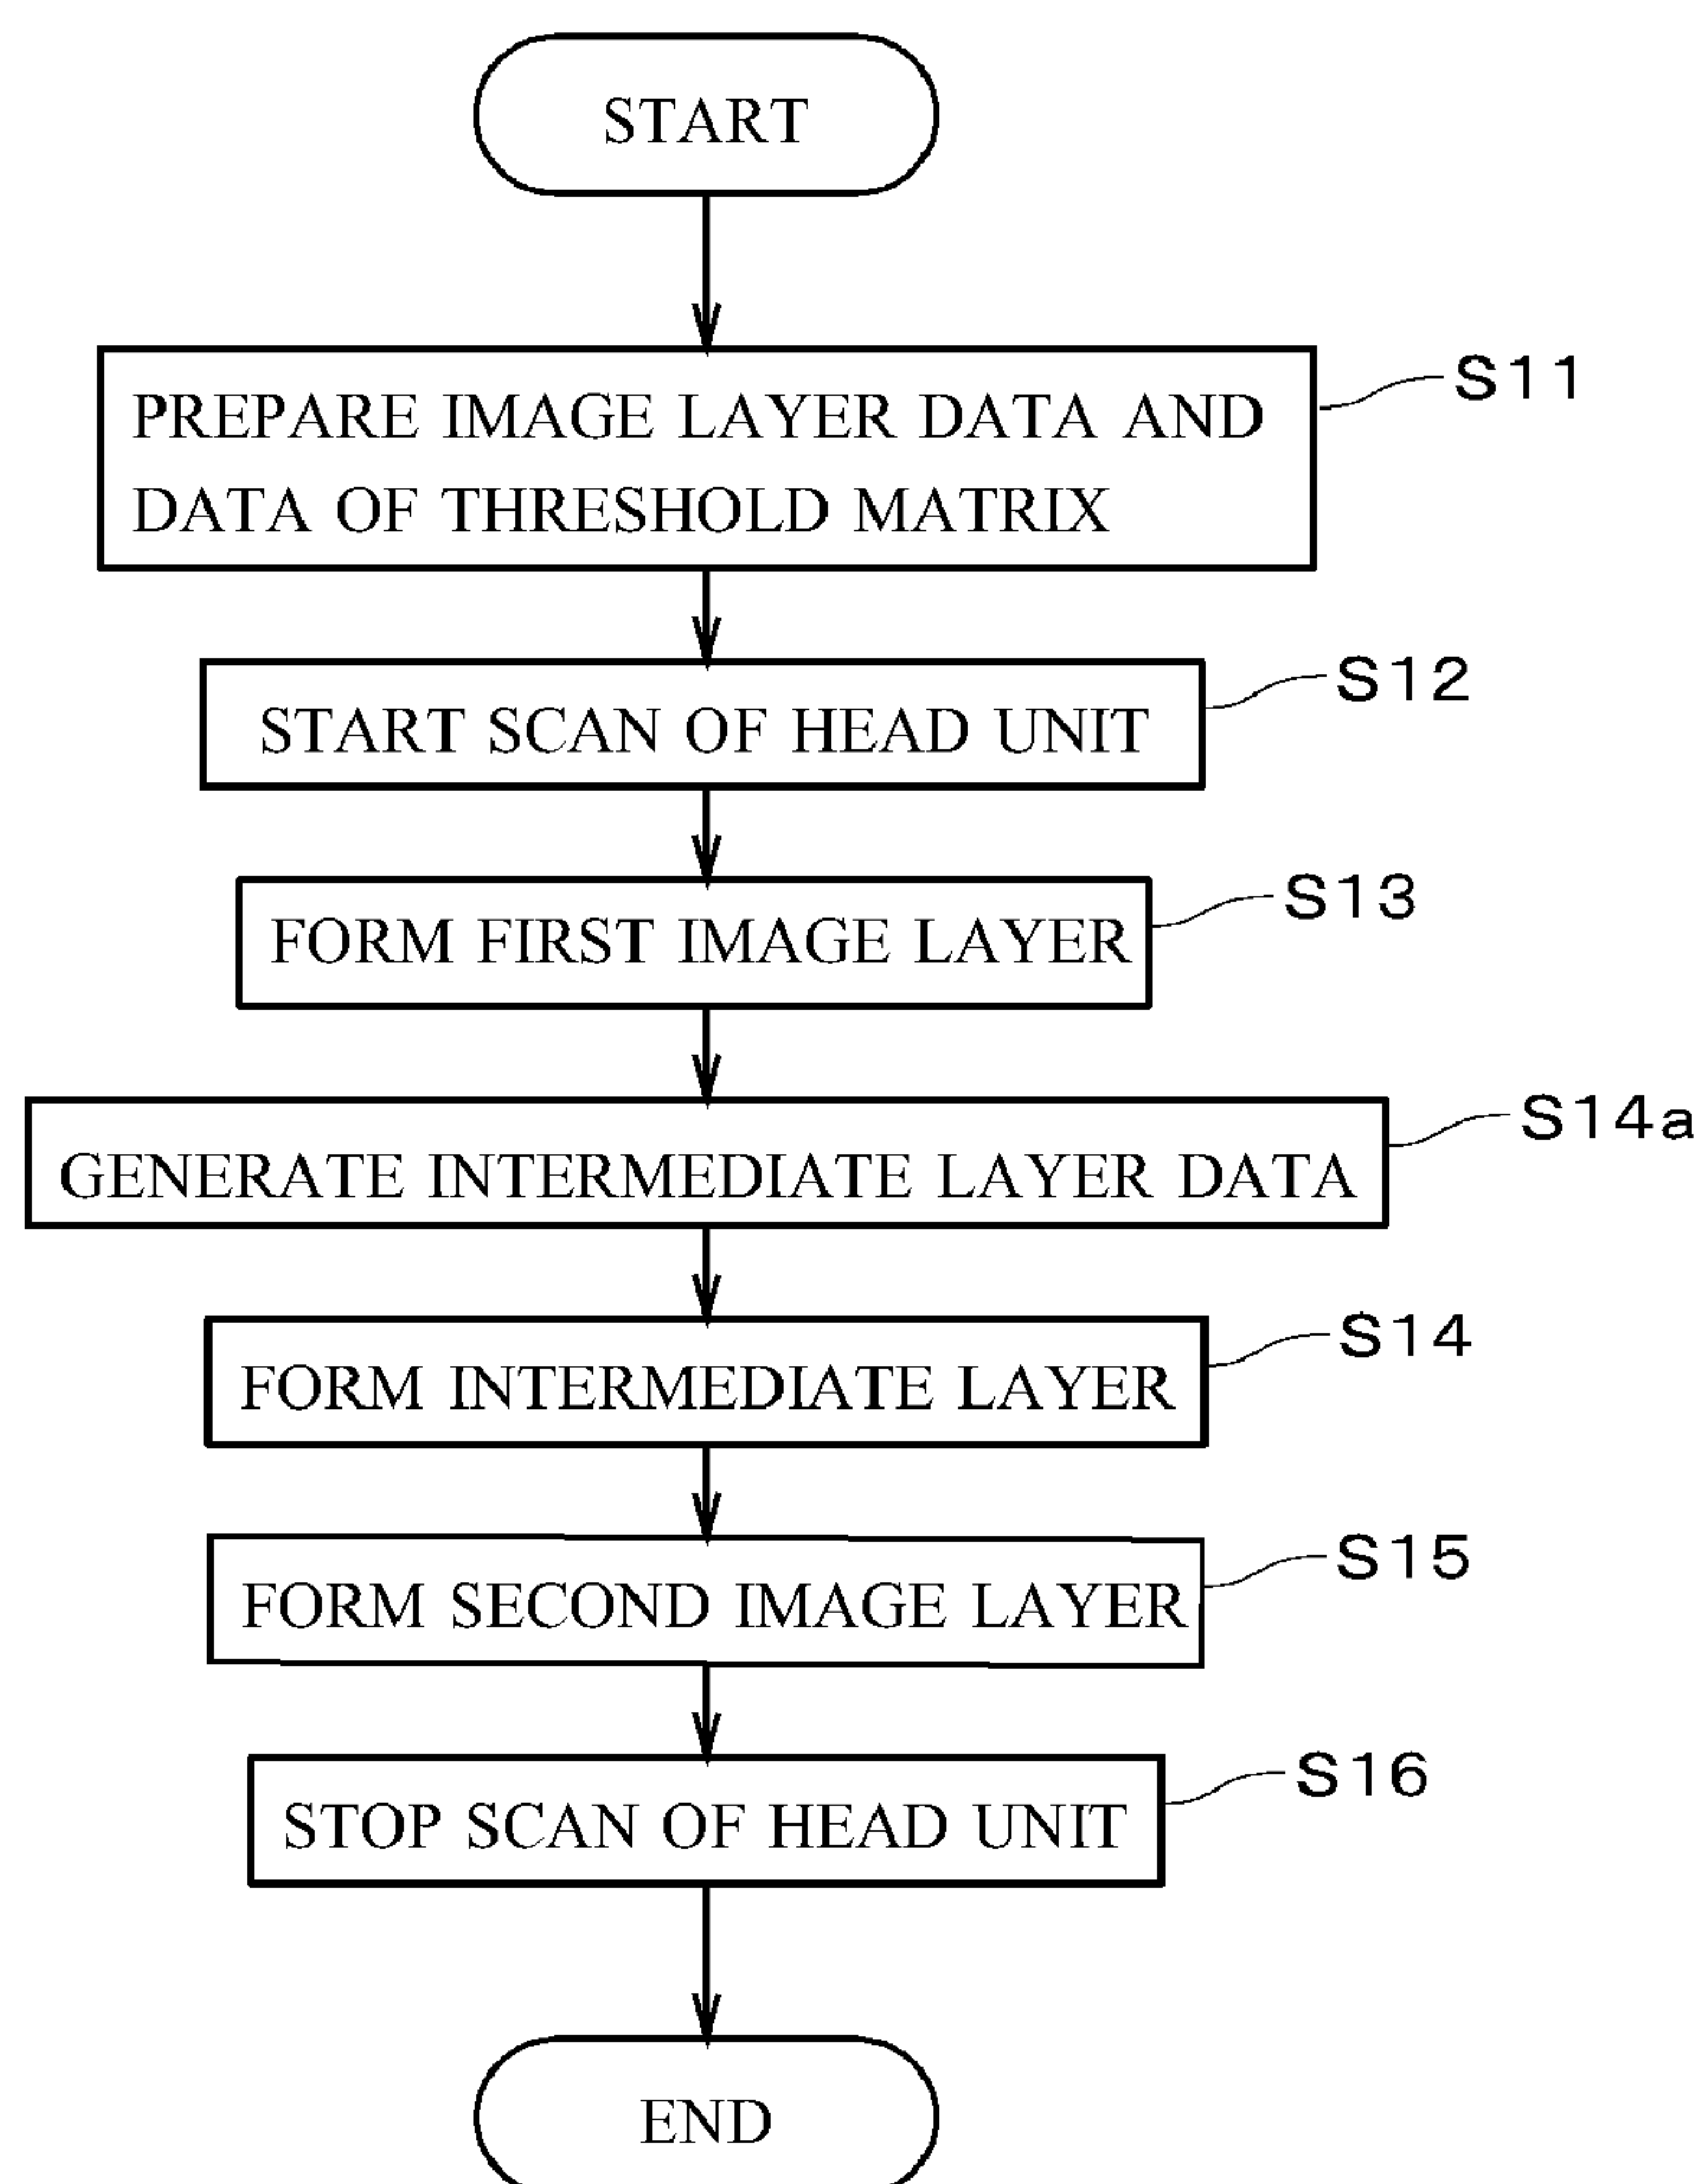 START
PREPARE IMAGE LAYER DATA AND
DATA OF THRESHOLD MATRIX
S11
START SCAN OF HEAD UNIT
S12
FORM FIRST IMAGE LAYER
S13
GENERATE INTERMEDIATE LAYER DATA
S14a
FORM INTERMEDIATE LAYER
S14
FORM SECOND IMAGE LAYER
S15
STOP SCAN OF HEAD UNIT
S16
END